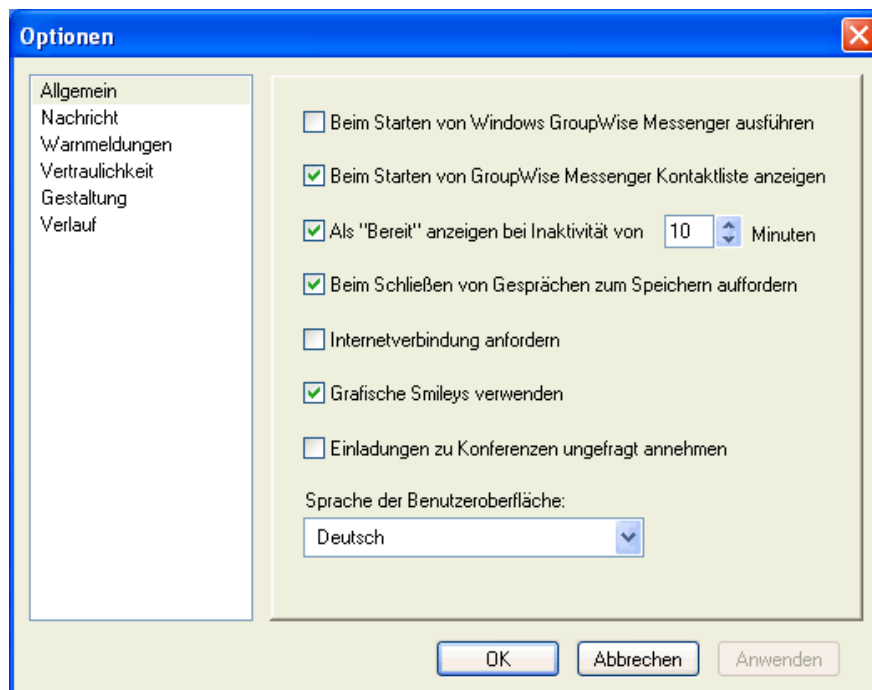 Optionen
Allgemein
Nachricht
Warnmeldungen
Vertraulichkeit
Gestaltung
Verlauf
Beim Starten von Windows GroupWise Messenger ausführen
Beim Starten von GroupWise Messenger Kontaktliste anzeigen
Als "Bereit" anzeigen bei Inaktivität von 10 Minuten
Beim Schließen von Gesprächen zum Speichern auffordern
Internetverbindung anfordern
Grafische Smileys verwenden
Einladungen zu Konferenzen ungefragt annehmen
Sprache der Benutzeroberfläche:
Deutsch
OK Abbrechen Anwenden